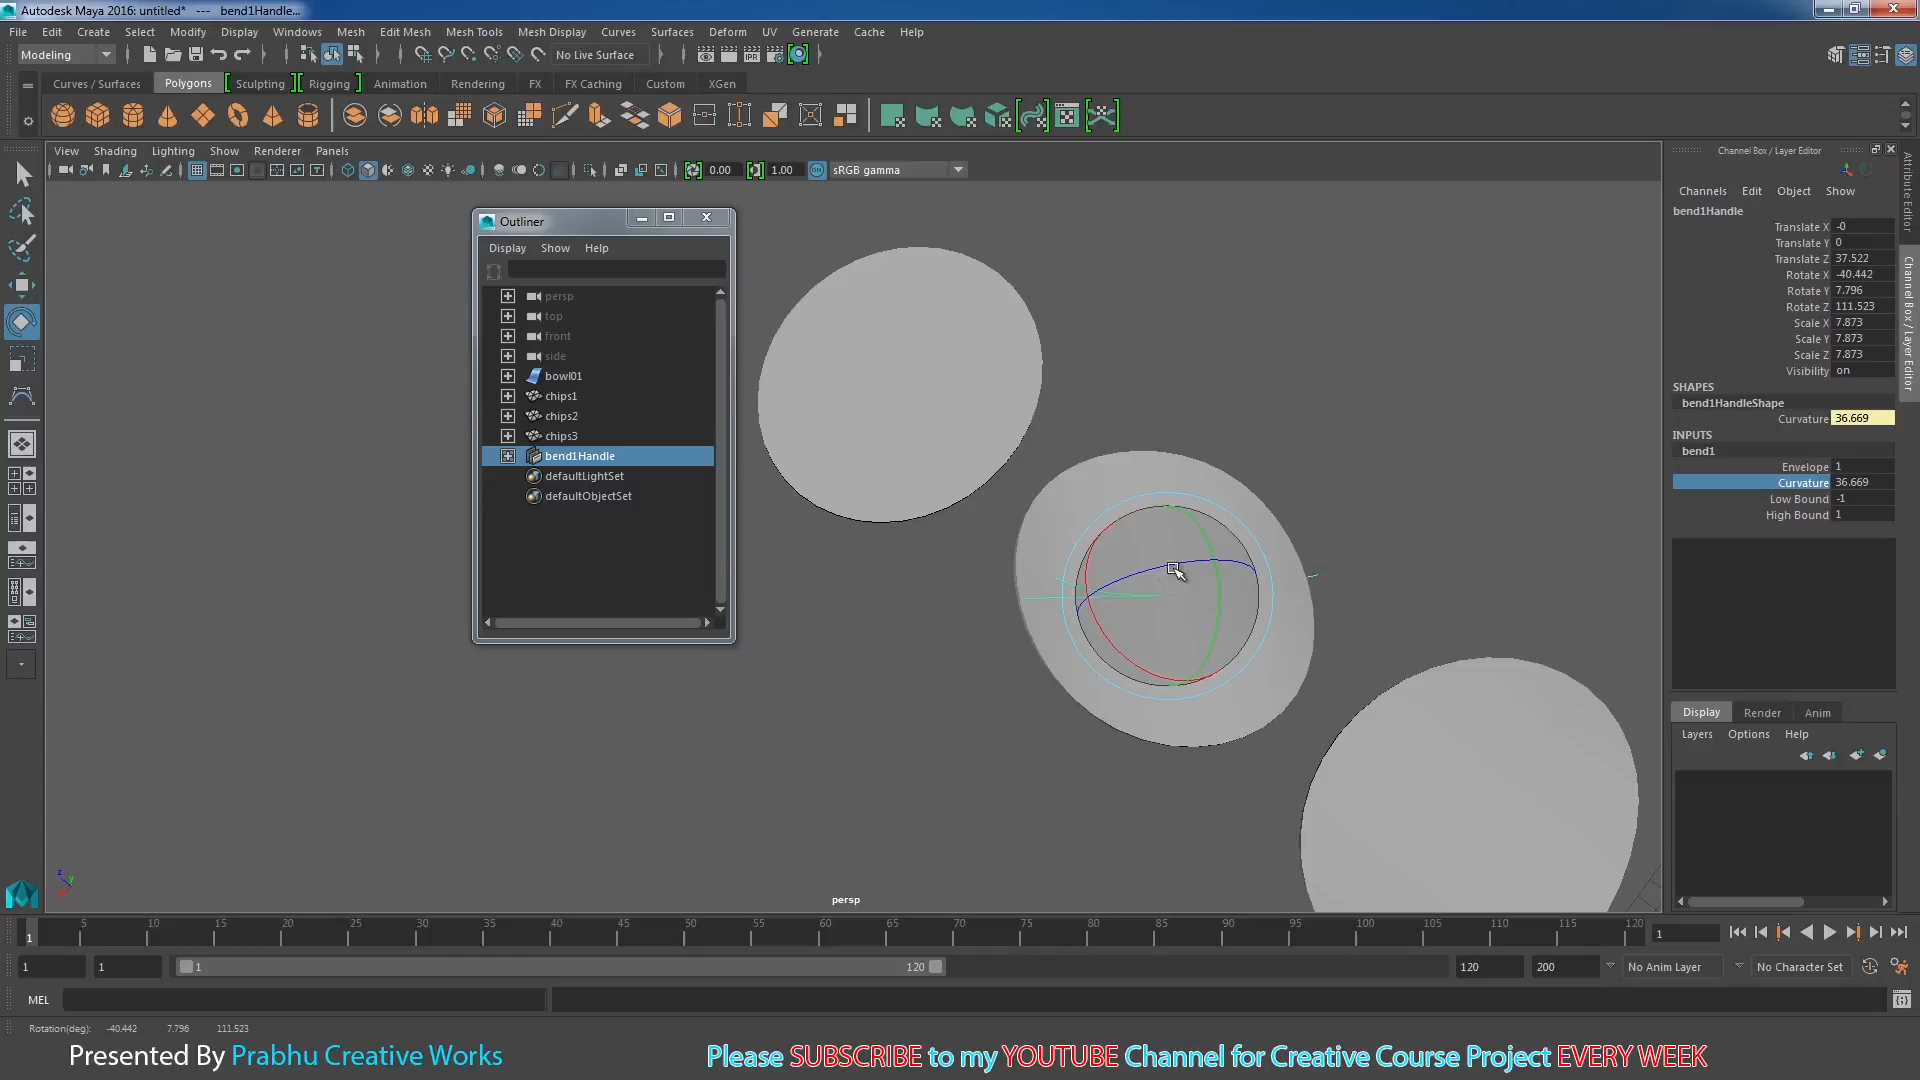 Autodesk Maya 2016: untitled* --- bend1Handle...
File Edit Create Select Modify Display Windows Mesh Edit Mesh Mesh Tools Mesh Display Curves Surfaces Deform UV Generate Cache Help
Modeling No Live Surface
Curves / Surfaces Polygons Sculpting Rigging Animation Rendering FX FX Caching Custom XGen
View Shading Lighting Show Renderer Panels
0.00 1.00 sRGB gamma
Outliner
Display Show Help
persp
top
front
side
bowl01
chips1
chips2
chips3
bend1Handle
defaultLightSet
defaultObjectSet
persp
Channel Box / Layer Editor
Channels Edit Object Show
bend1Handle
Translate X -0
Translate Y 0
Translate Z 37.522
Rotate X -40.442
Rotate Y 7.796
Rotate Z 111.523
Scale X 7.873
Scale Y 7.873
Scale Z 7.873
Visibility on
SHAPES
bend1HandleShape
Curvature 36.669
INPUTS
bend1
Envelope 1
Curvature 36.669
Low Bound -1
High Bound 1
Display Render Anim
Layers Options Help
Attribute Editor
Channel Box / Layer Editor
1 5 10 15 20 25 30 35 40 45 50 55 60 65 70 75 80 85 90 95 100 105 110 115 120 1
1 1 1 120 120 200 No Anim Layer No Character Set
MEL
Rotation(deg): -40.442 7.796 111.523
Presented By Prabhu Creative Works
Please SUBSCRIBE to my YOUTUBE Channel for Creative Course Project EVERY WEEK